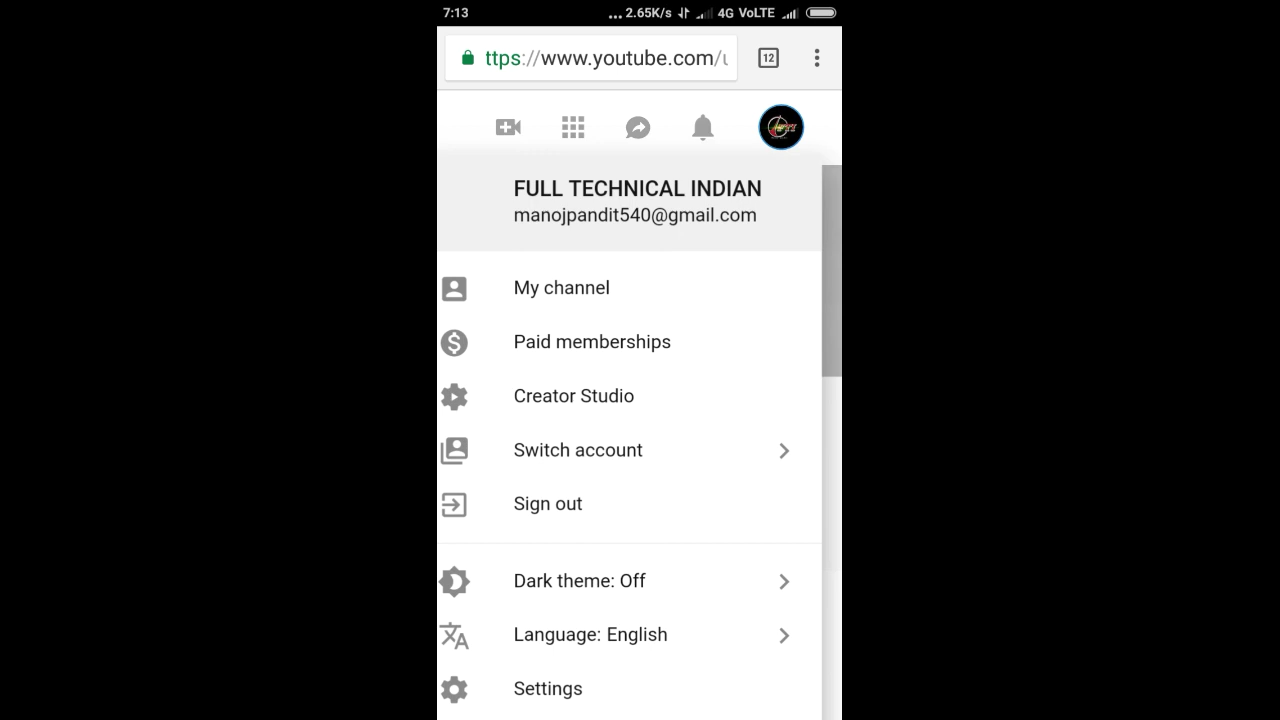 7:13 ... 2.65K/s 4G VoLTE
ttps://www.youtube.com/u 12
FULL TECHNICAL INDIAN
manojpandit540@gmail.com
My channel
Paid memberships
Creator Studio
Switch account
Sign out
Dark theme: Off
Language: English
Settings